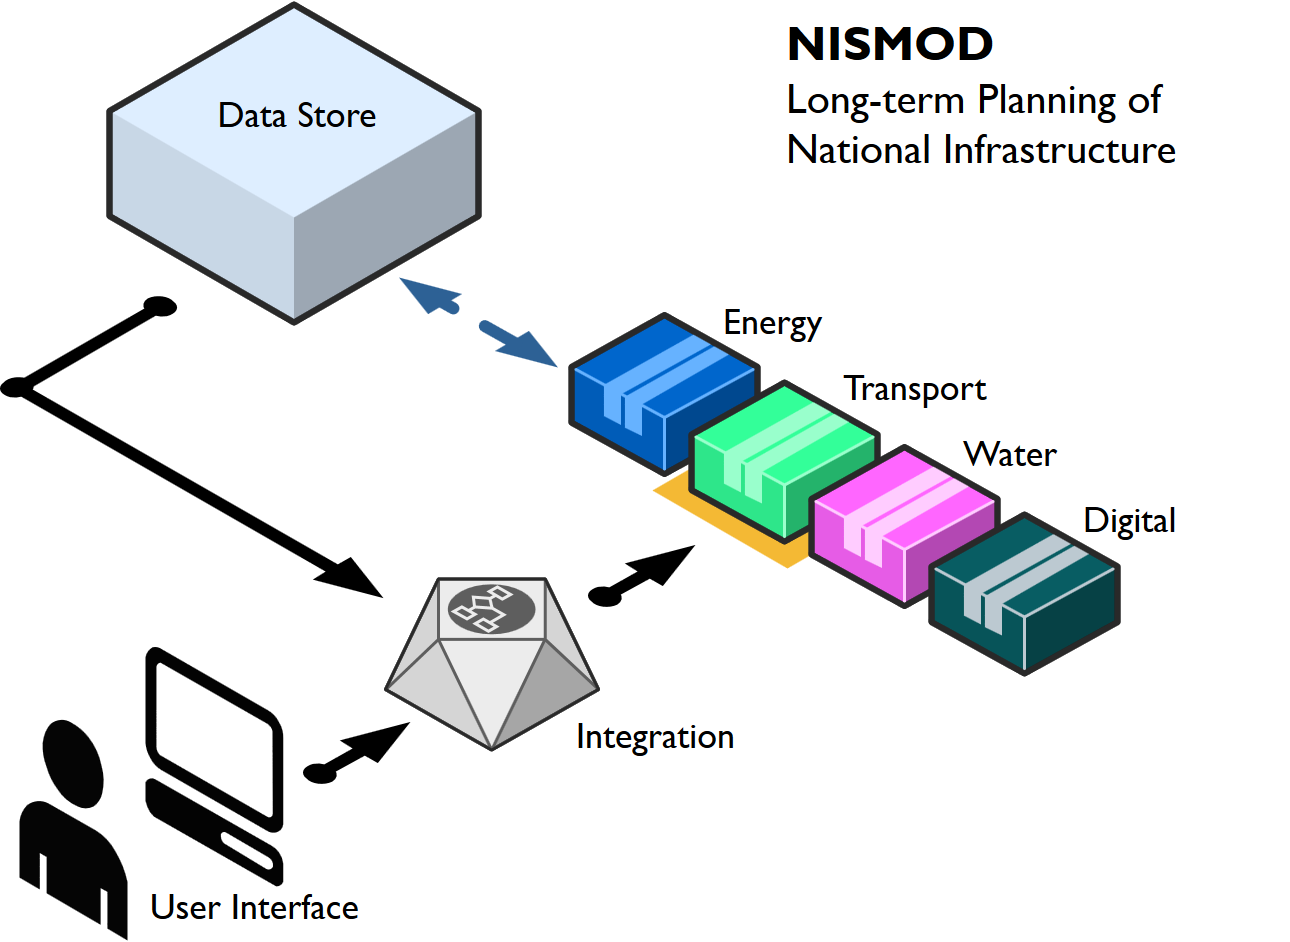 NISMOD
Long-term Planning of
National Infrastructure
Data Store
Energy
Transport
Water
Digital
Integration
User Interface